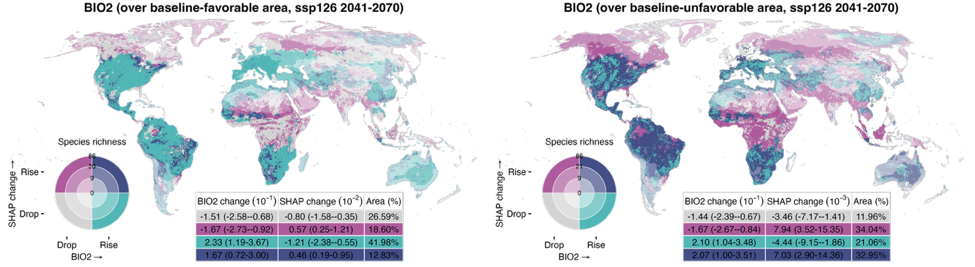 BIO2 (over baseline-favorable area, ssp126 2041-2070)
Species richness
20
9
0
SHAP change →
Rise
Drop
Drop
Rise
BIO2 →
BIO2 change (10⁻¹) SHAP change (10⁻²) Area (%)
-1.51 (-2.58--0.68) -0.80 (-1.58--0.35) 26.59%
-1.67 (-2.73--0.92) 0.57 (0.25-1.21) 18.60%
2.33 (1.19-3.67) -1.21 (-2.38--0.55) 41.98%
1.67 (0.72-3.00) 0.46 (0.19-0.95) 12.83%
BIO2 (over baseline-unfavorable area, ssp126 2041-2070)
Species richness
20
9
0
SHAP change →
Rise
Drop
Drop
Rise
BIO2 →
BIO2 change (10⁻¹) SHAP change (10⁻³) Area (%)
-1.44 (-2.39--0.67) -3.46 (-7.17--1.41) 11.96%
-1.67 (-2.67--0.84) 7.94 (3.52-15.35) 34.04%
2.10 (1.04-3.48) -4.44 (-9.15--1.86) 21.06%
2.07 (1.00-3.51) 7.03 (2.90-14.36) 32.95%